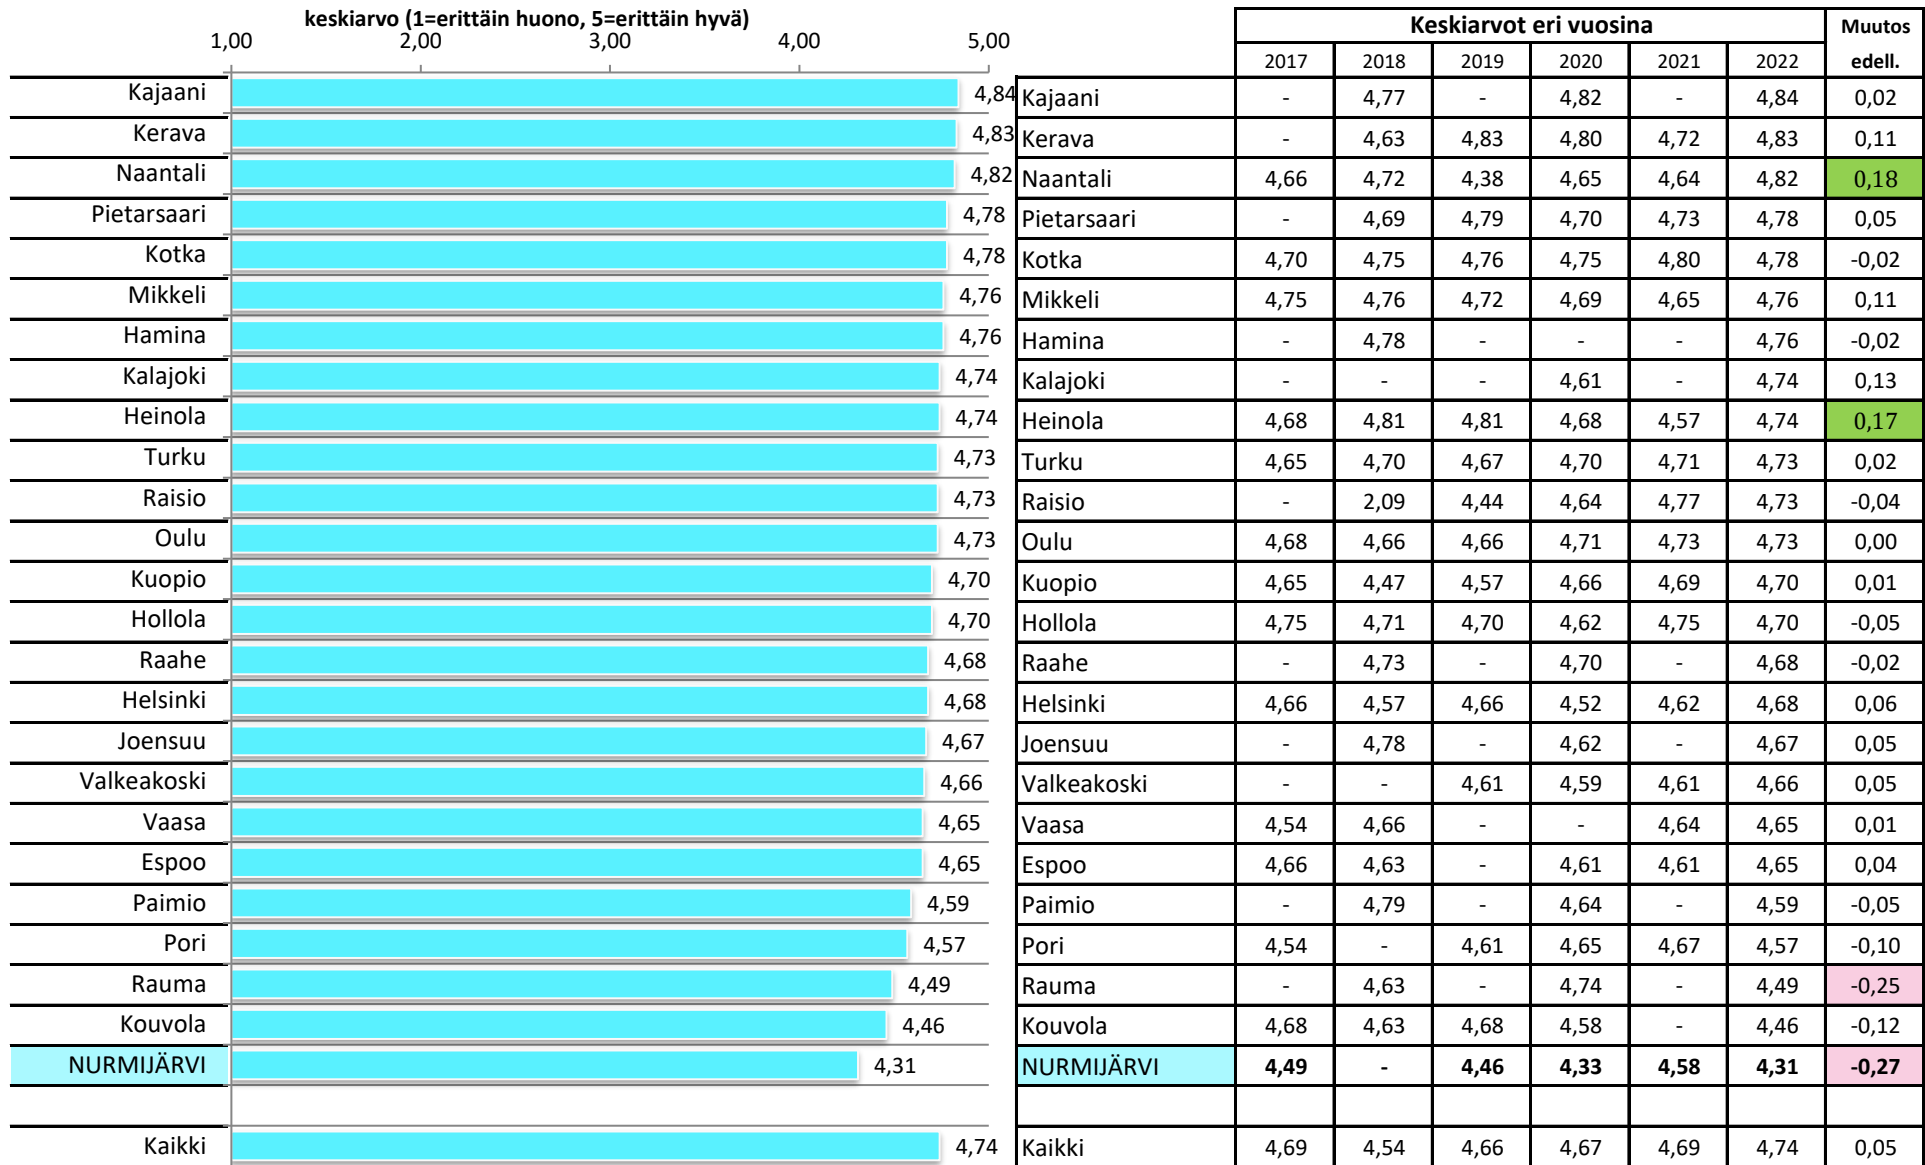 keskiarvo (1=erittäin huono, 5=erittäin hyvä)
1,00 2,00 3,00 4,00 5,00
Kajaani 4,84
Kerava 4,83
Naantali 4,82
Pietarsaari 4,78
Kotka 4,78
Mikkeli 4,76
Hamina 4,76
Kalajoki 4,74
Heinola 4,74
Turku 4,73
Raisio 4,73
Oulu 4,73
Kuopio 4,70
Hollola 4,70
Raahe 4,68
Helsinki 4,68
Joensuu 4,67
Valkeakoski 4,66
Vaasa 4,65
Espoo 4,65
Paimio 4,59
Pori 4,57
Rauma 4,49
Kouvola 4,46
NURMIJÄRVI 4,31
Kaikki 4,74
Keskiarvot eri vuosina Muutos
2017 2018 2019 2020 2021 2022 edell.
Kajaani - 4,77 - 4,82 - 4,84 0,02
Kerava - 4,63 4,83 4,80 4,72 4,83 0,11
Naantali 4,66 4,72 4,38 4,65 4,64 4,82 0,18
Pietarsaari - 4,69 4,79 4,70 4,73 4,78 0,05
Kotka 4,70 4,75 4,76 4,75 4,80 4,78 -0,02
Mikkeli 4,75 4,76 4,72 4,69 4,65 4,76 0,11
Hamina - 4,78 - - - 4,76 -0,02
Kalajoki - - - 4,61 - 4,74 0,13
Heinola 4,68 4,81 4,81 4,68 4,57 4,74 0,17
Turku 4,65 4,70 4,67 4,70 4,71 4,73 0,02
Raisio - 2,09 4,44 4,64 4,77 4,73 -0,04
Oulu 4,68 4,66 4,66 4,71 4,73 4,73 0,00
Kuopio 4,65 4,47 4,57 4,66 4,69 4,70 0,01
Hollola 4,75 4,71 4,70 4,62 4,75 4,70 -0,05
Raahe - 4,73 - 4,70 - 4,68 -0,02
Helsinki 4,66 4,57 4,66 4,52 4,62 4,68 0,06
Joensuu - 4,78 - 4,62 - 4,67 0,05
Valkeakoski - - 4,61 4,59 4,61 4,66 0,05
Vaasa 4,54 4,66 - - 4,64 4,65 0,01
Espoo 4,66 4,63 - 4,61 4,61 4,65 0,04
Paimio - 4,79 - 4,64 - 4,59 -0,05
Pori 4,54 - 4,61 4,65 4,67 4,57 -0,10
Rauma - 4,63 - 4,74 - 4,49 -0,25
Kouvola 4,68 4,63 4,68 4,58 - 4,46 -0,12
NURMIJÄRVI 4,49 - 4,46 4,33 4,58 4,31 -0,27
Kaikki 4,69 4,54 4,66 4,67 4,69 4,74 0,05